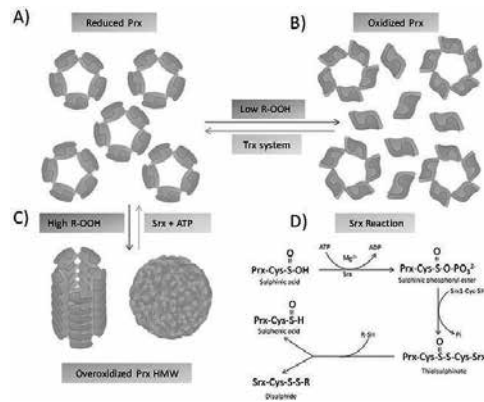 A)
Reduced Prx
B)
Oxidized Prx
Low R-OOH
Trx system
C)
High R-OOH
Srx + ATP
Overoxidized Prx HMW
D)
Srx Reaction
ATP
Mg²⁺
ADP
Srx
O
Prx-Cys-S-OH
Sulphinic acid
O
Prx-Cys-S-O-PO₃²⁻
Sulphinic phosphoryl ester
Pi
O
Prx-Cys-S-H
Sulphenic acid
R-SH
O
Prx-Cys-S-S-Cys-Srx
Thiolsulphinate
Srx-Cys-S-S-R
Disulphide